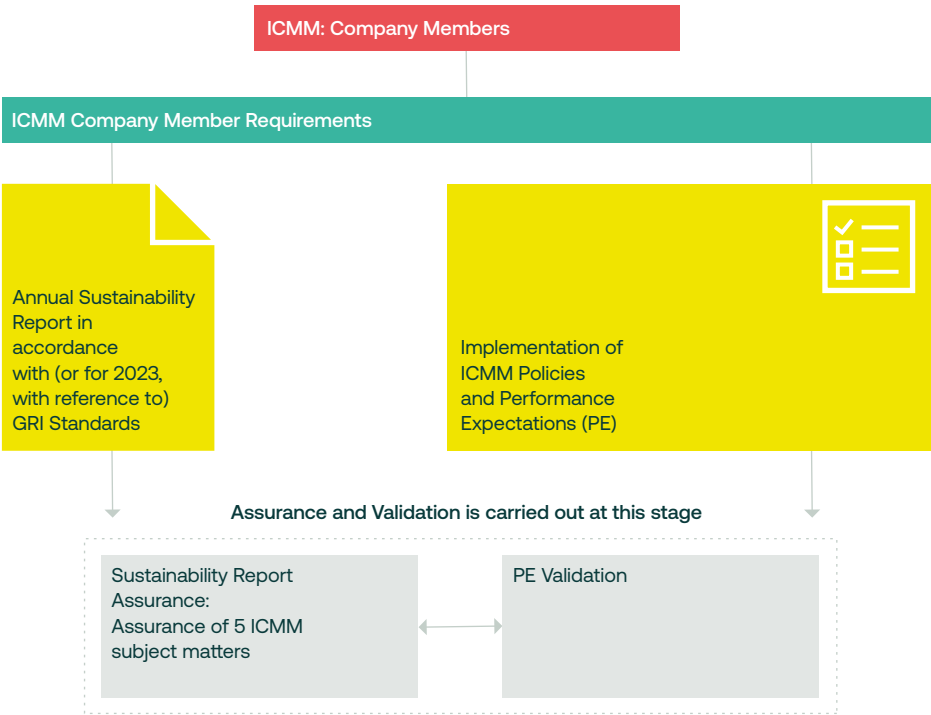 ICMM: Company Members
ICMM Company Member Requirements
Annual Sustainability
Report in
accordance
with (or for 2023,
with reference to)
GRI Standards
Implementation of
ICMM Policies
and Performance
Expectations (PE)
Assurance and Validation is carried out at this stage
Sustainability Report
Assurance:
Assurance of 5 ICMM
subject matters
PE Validation